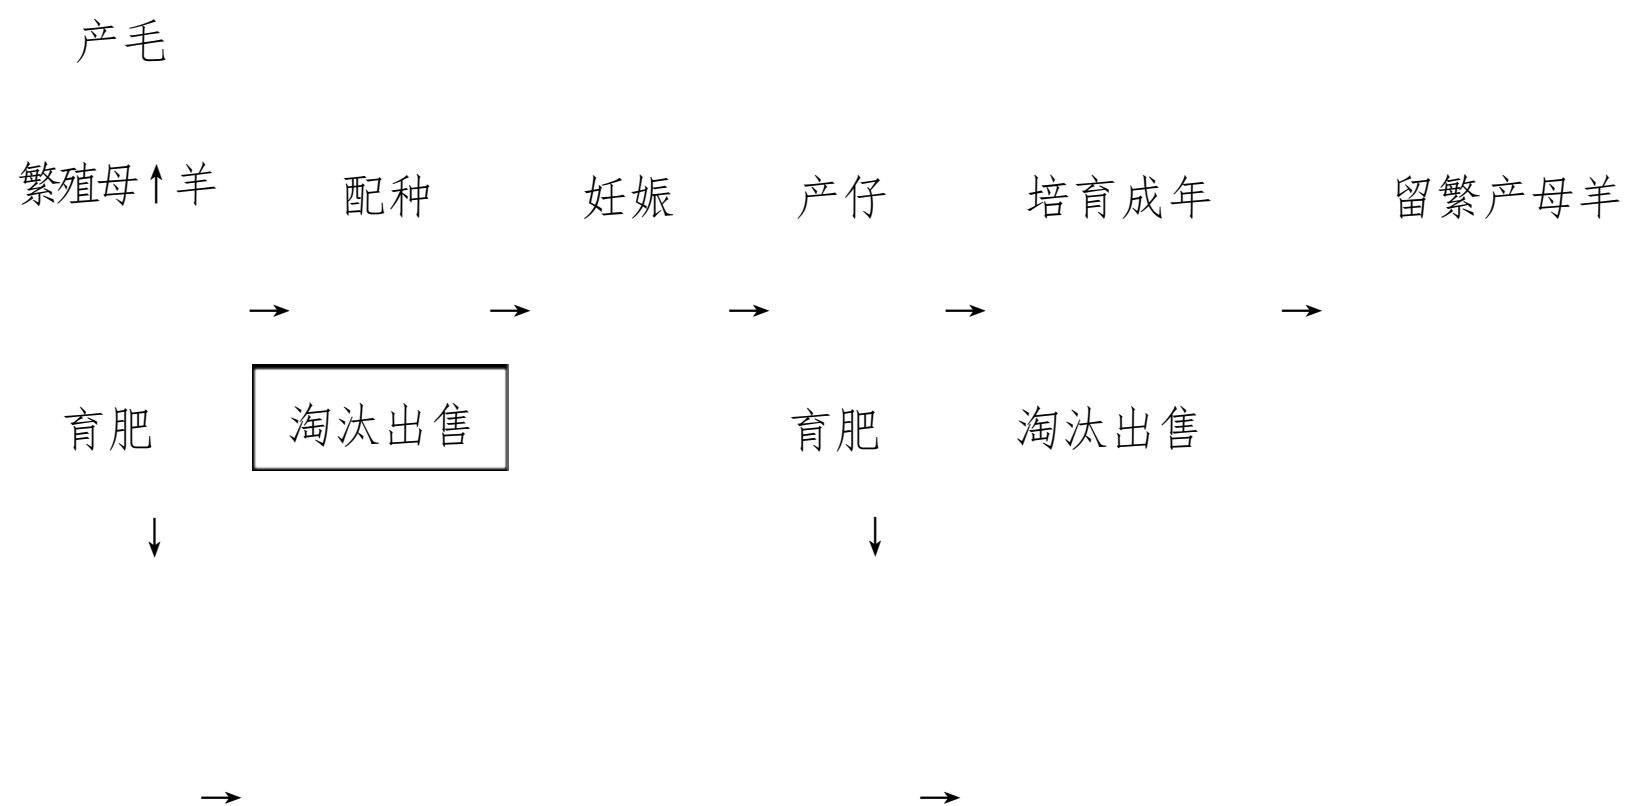 产毛
繁殖母↑羊 配种 妊娠 产仔 培育成年 留繁产母羊
→ → → → →
育肥 淘汰出售 育肥 淘汰出售
↓ ↓
→ →